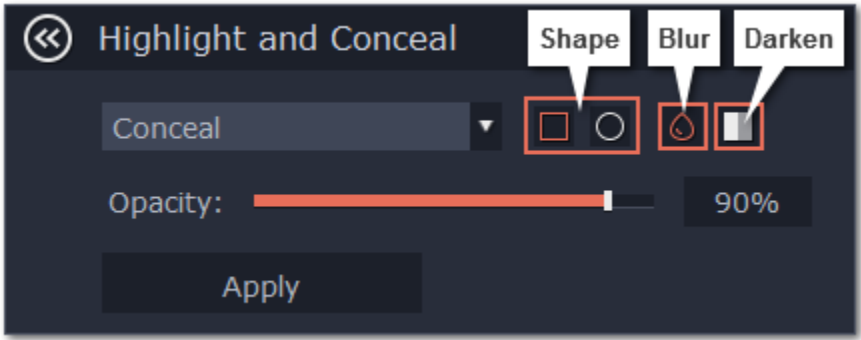 Highlight and Conceal
Shape
Blur
Darken
Conceal
Opacity:
90%
Apply